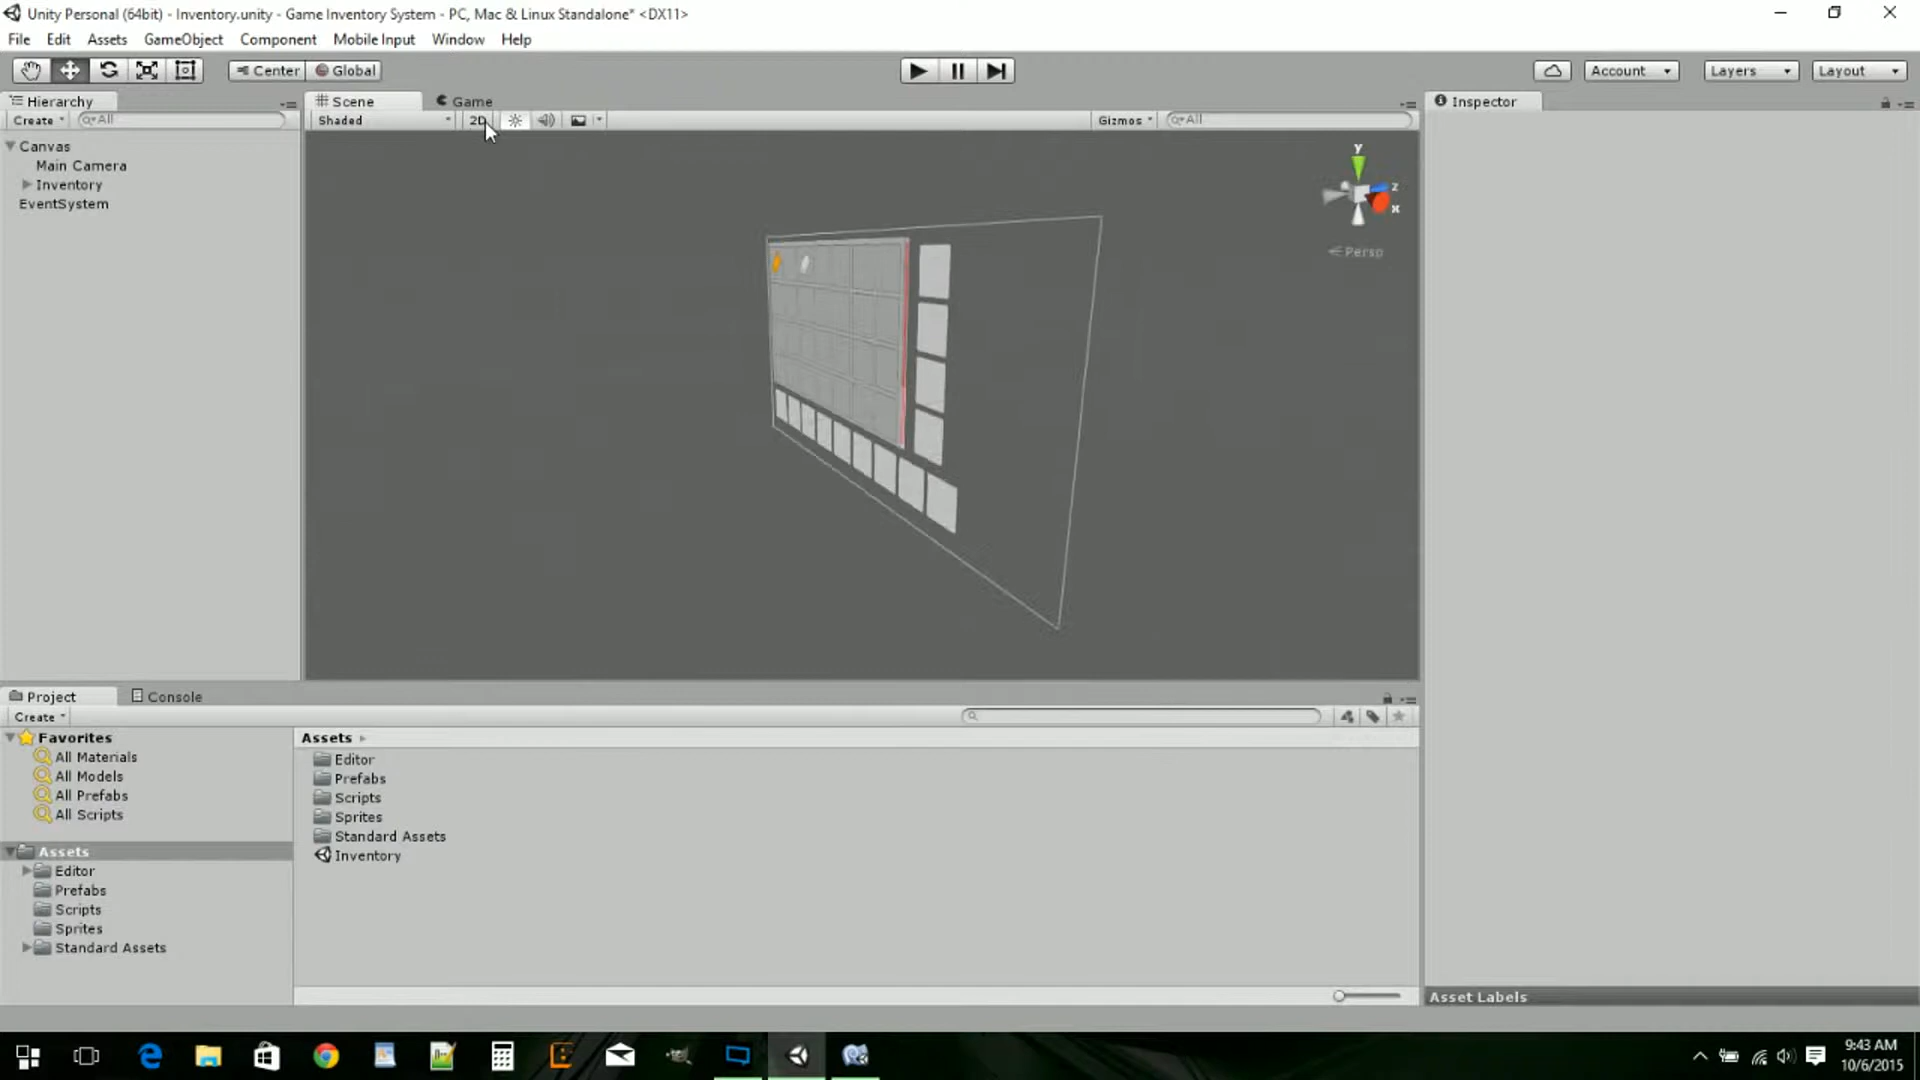 Unity Personal (64bit) - Inventory.unity - Game Inventory System - PC, Mac & Linux Standalone* <DX11>
File Edit Assets GameObject Component Mobile Input Window Help
Center Global Account Layers Layout
Hierarchy Scene Game Inspector
Create All Shaded 2D Gizmos All
Canvas
Main Camera
Inventory
EventSystem
y
z
x
Persp
Project Console
Create
Favorites
All Materials
All Models
All Prefabs
All Scripts
Assets
Editor
Prefabs
Scripts
Sprites
Standard Assets
Assets
Editor
Prefabs
Scripts
Sprites
Standard Assets
Inventory
Asset Labels
9:43 AM
10/6/2015